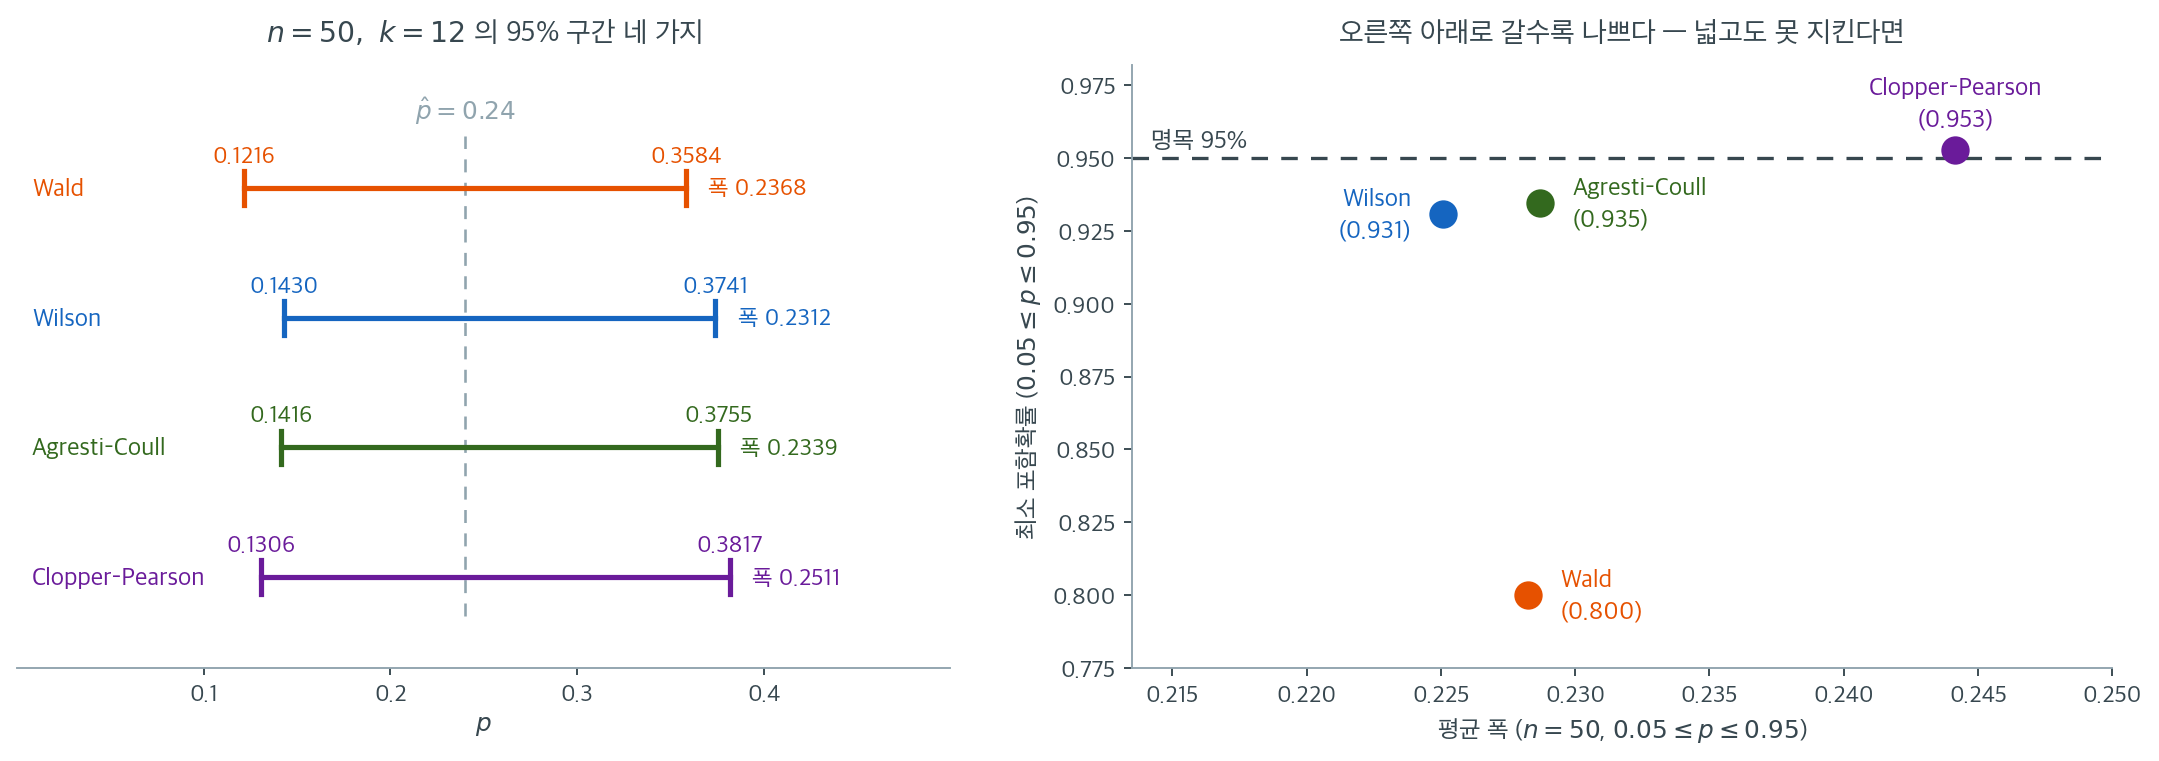 n = 50, k = 12 의 95% 구간 네 가지
p̂ = 0.24
0.1216
0.3584
Wald
폭 0.2368
0.1430
0.3741
Wilson
폭 0.2312
0.1416
0.3755
Agresti-Coull
폭 0.2339
0.1306
0.3817
Clopper-Pearson
폭 0.2511
0.1
0.2
0.3
0.4
p
오른쪽 아래로 갈수록 나쁘다 — 넓고도 못 지킨다면
최소 포함확률 (0.05 ≤ p ≤ 0.95)
0.975
0.950
0.925
0.900
0.875
0.850
0.825
0.800
0.775
명목 95%
Clopper-Pearson
(0.953)
Wilson
(0.931)
Agresti-Coull
(0.935)
Wald
(0.800)
0.215
0.220
0.225
0.230
0.235
0.240
0.245
0.250
평균 폭 (n = 50, 0.05 ≤ p ≤ 0.95)